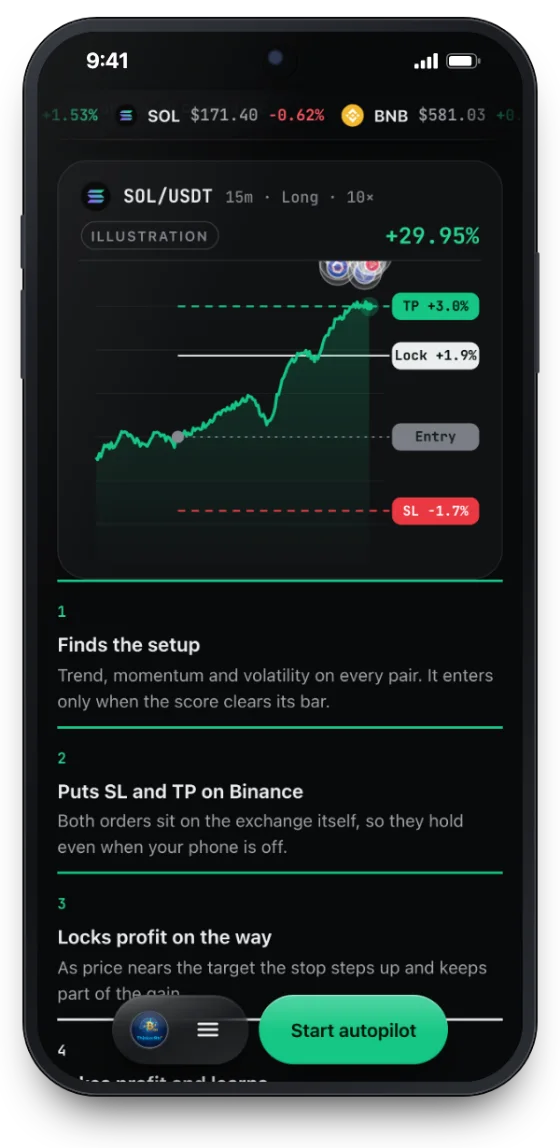 9:41
+1.53% SOL $171.40 -0.62% BNB $581.03 +0
SOL/USDT 15m · Long · 10×
ILLUSTRATION
+29.95%
TP +3.0%
Lock +1.9%
Entry
SL -1.7%
1
Finds the setup
Trend, momentum and volatility on every pair. It enters
only when the score clears its bar.
2
Puts SL and TP on Binance
Both orders sit on the exchange itself, so they hold
even when your phone is off.
3
Locks profit on the way
As price nears the target the stop steps up and keeps
part of the gain
Start autopilot
4
profit and learns